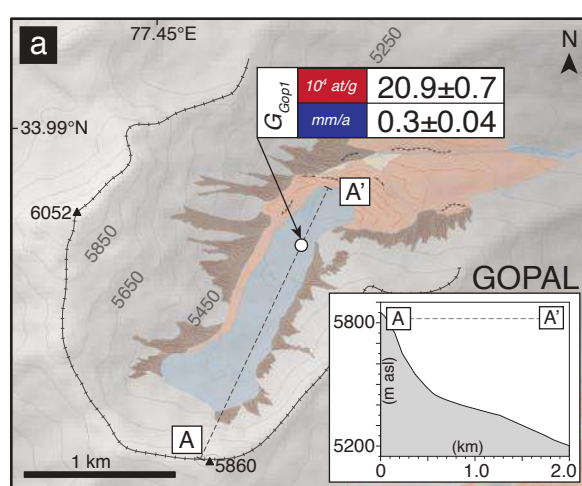 a
77.45°E
5250
N
G_Gop1 10⁴ at/g 20.9±0.7
mm/a 0.3±0.04
33.99°N
A'
6052
5850
5650
5450
GOPAL
A
5860
1 km
5800 A A'
(m asl)
5200
(km)
0 1.0 2.0